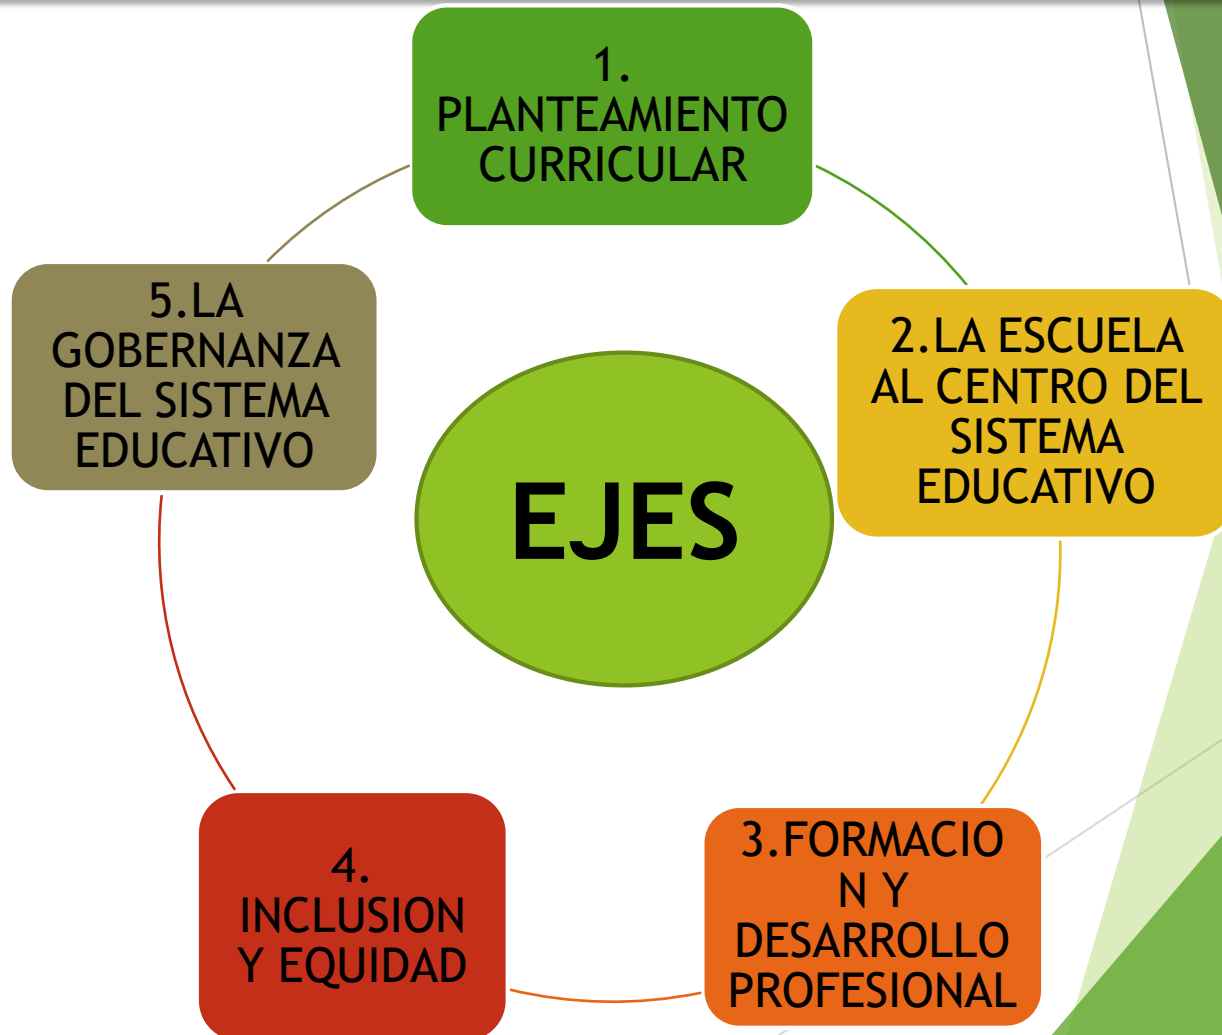 1.
PLANTEAMIENTO
CURRICULAR
2.LA ESCUELA
AL CENTRO DEL
SISTEMA
EDUCATIVO
3.FORMACIO
N Y
DESARROLLO
PROFESIONAL
4.
INCLUSION
Y EQUIDAD
5.LA
GOBERNANZA
DEL SISTEMA
EDUCATIVO
EJES